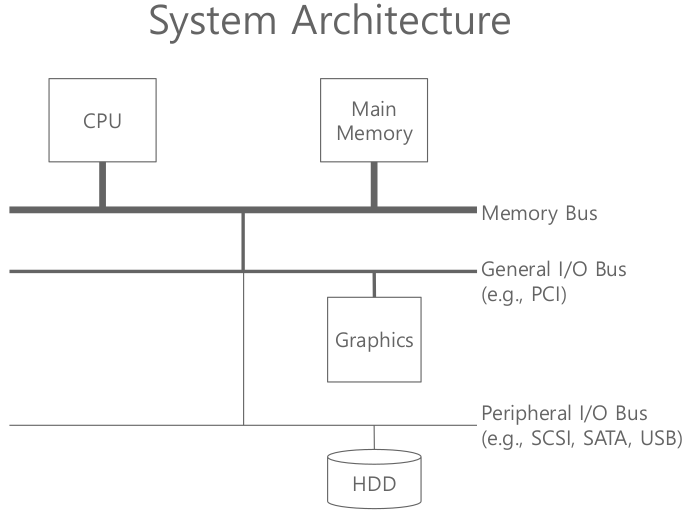 System Architecture
CPU
Main
Memory
Memory Bus
General I/O Bus
(e.g., PCI)
Graphics
Peripheral I/O Bus
(e.g., SCSI, SATA, USB)
HDD